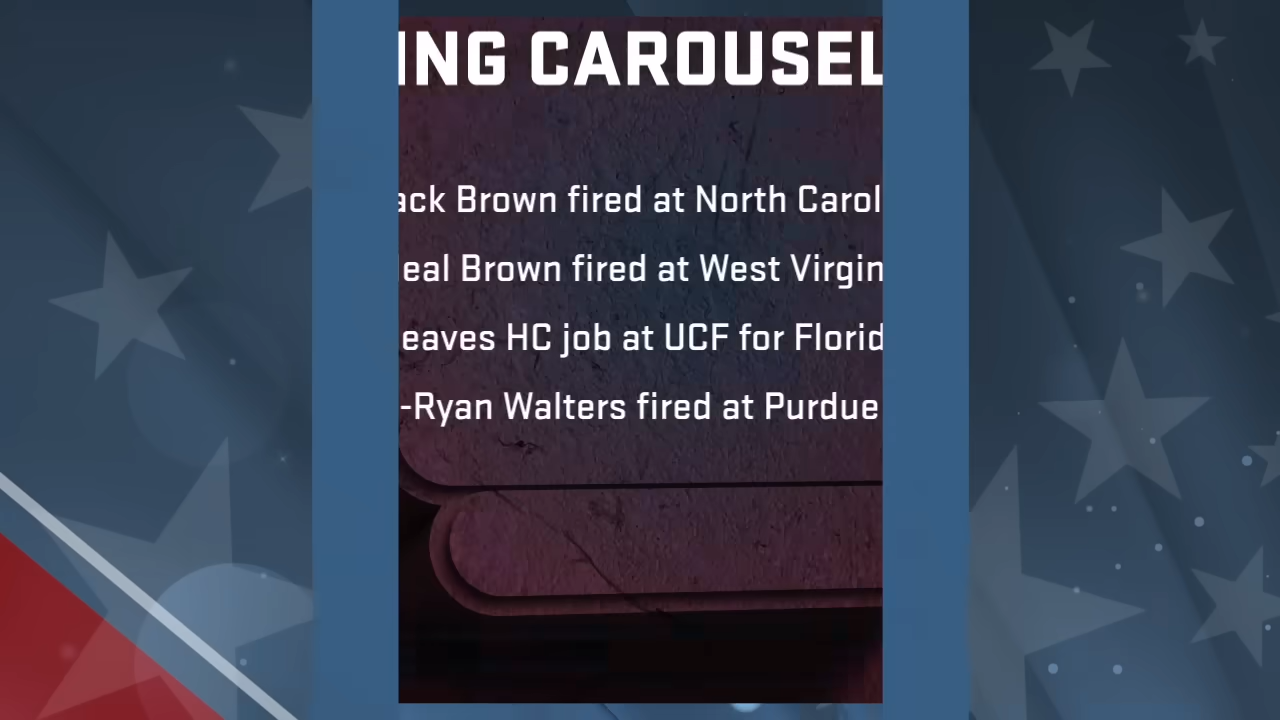 ING CAROUSEL
ack Brown fired at North Carol
eal Brown fired at West Virgin
eaves HC job at UCF for Florid
-Ryan Walters fired at Purdue